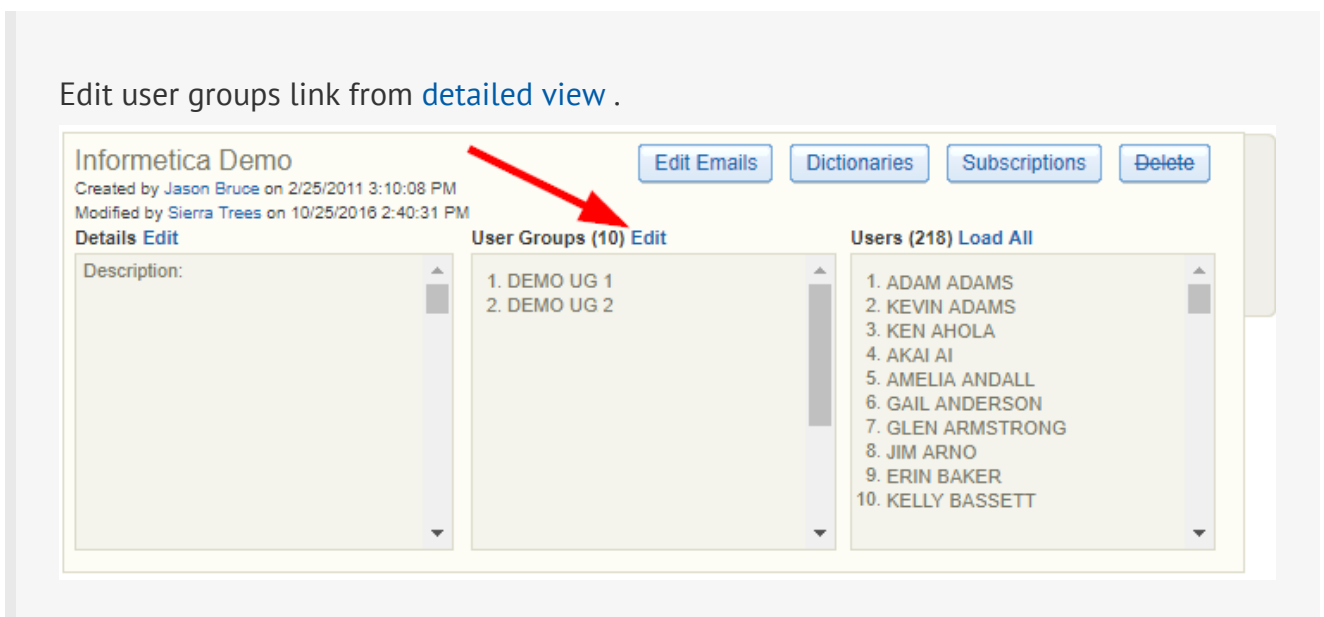 Edit user groups link from detailed view .
Informetica Demo
Edit Emails
Dictionaries
Subscriptions
Delete
Created by Jason Bruce on 2/25/2011 3:10:08 PM
Modified by Sierra Trees on 10/25/2016 2:40:31 PM
Details Edit
Description:
User Groups (10) Edit
1. DEMO UG 1
2. DEMO UG 2
Users (218) Load All
1. ADAM ADAMS
2. KEVIN ADAMS
3. KEN AHOLA
4. AKAI AI
5. AMELIA ANDALL
6. GAIL ANDERSON
7. GLEN ARMSTRONG
8. JIM ARNO
9. ERIN BAKER
10. KELLY BASSETT